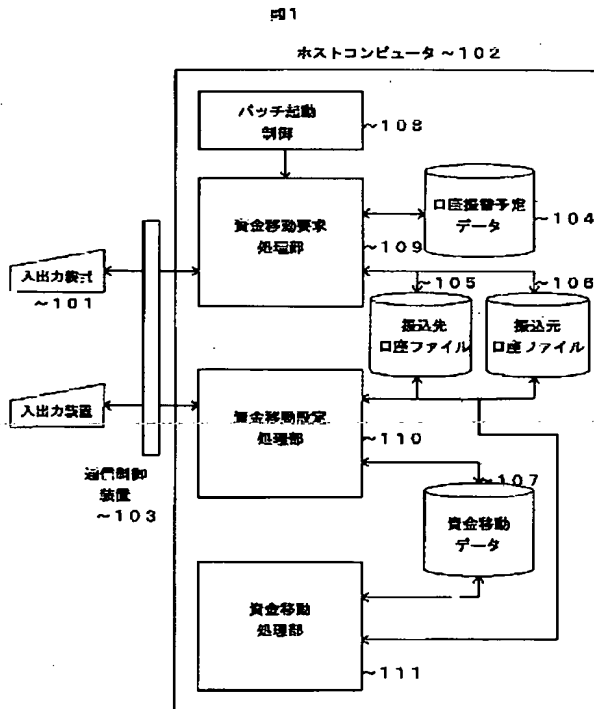 図1
ホストコンピュータ~102
バッチ起動
制御
~108
資金移動要求
処理部
~109
口座振替予定
データ
~104
入出力装式
~101
~105
~106
振込先
口座ファイル
振込元
口座ファイル
入出力装置
資金移動設定
処理部
~110
通信制御
装置
~103
~107
資金移動
データ
資金移動
処理部
~111